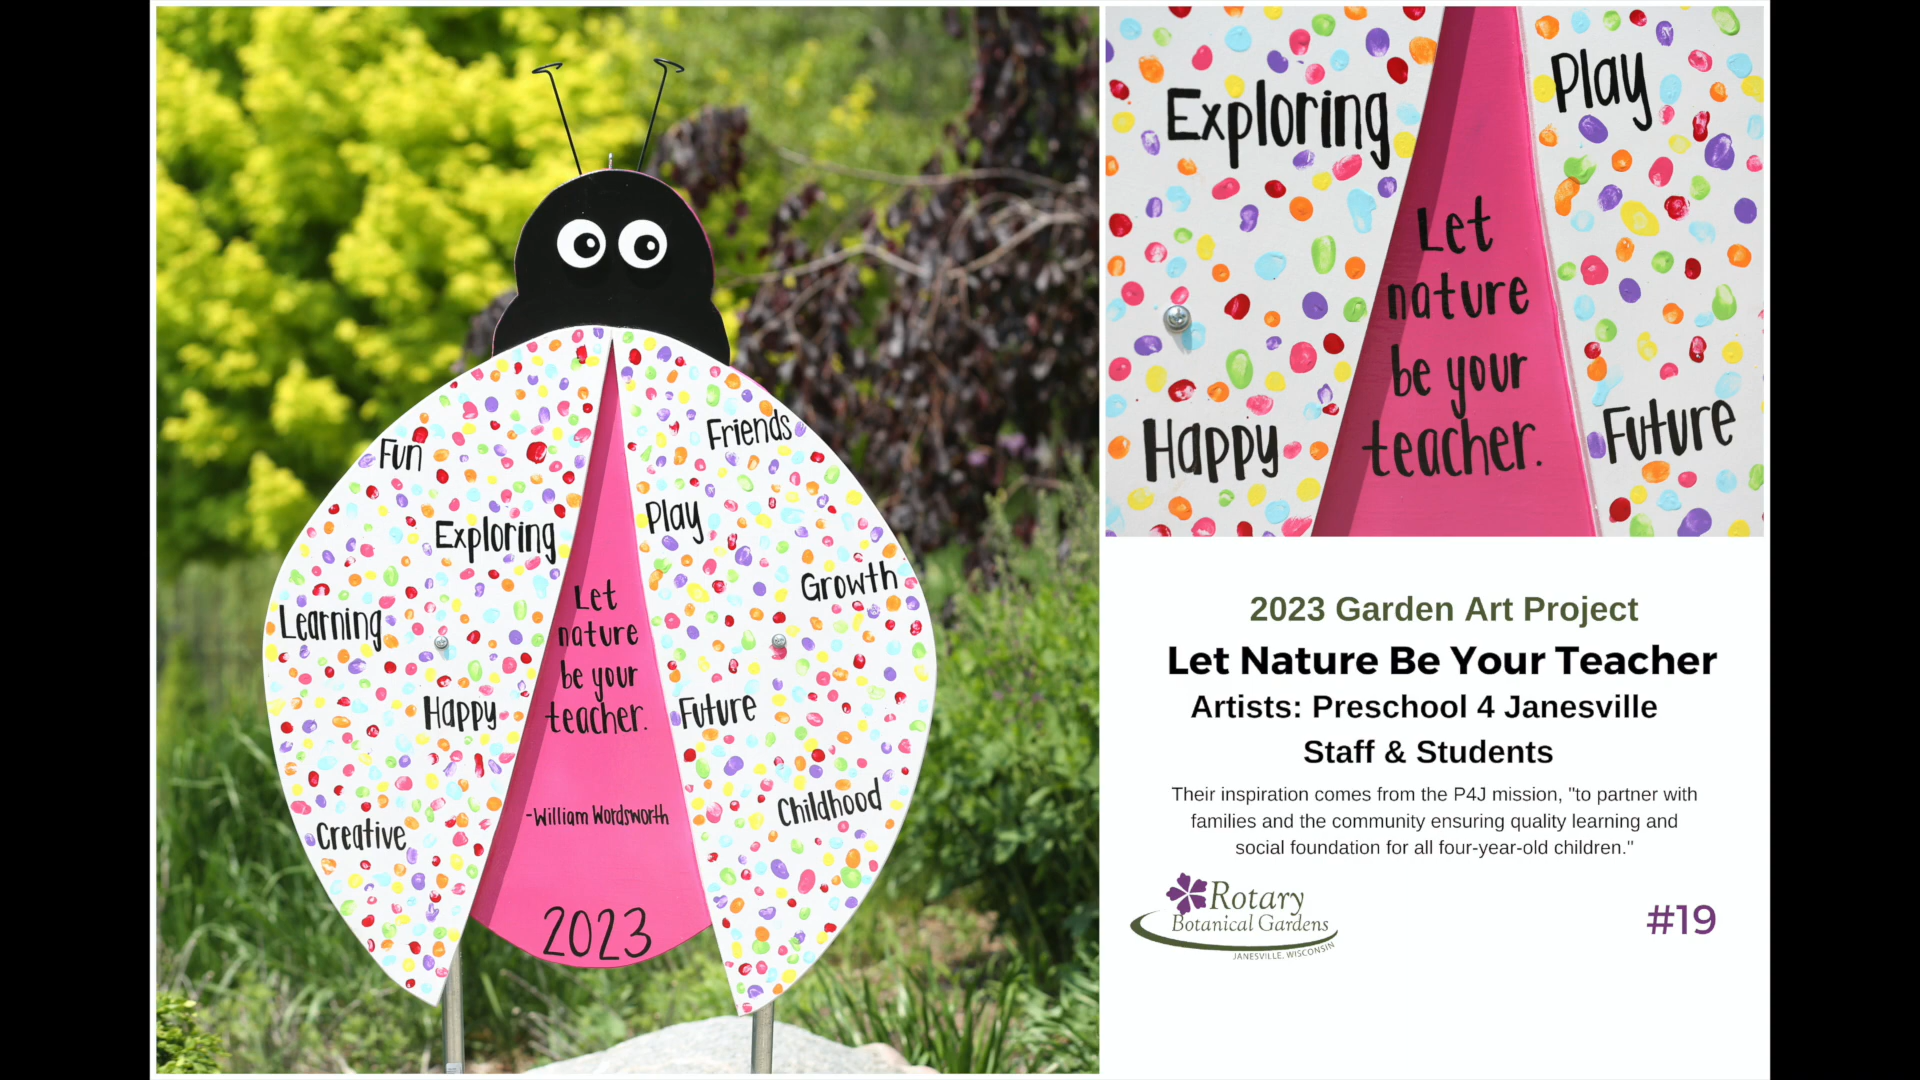 Fun
Friends
Exploring
Play
Growth
Learning
Let
nature
be your
teacher.
Happy
Future
-William Wordsworth
Childhood
Creative
2023
Exploring
Play
Let
nature
be your
teacher.
Happy
Future
2023 Garden Art Project
Let Nature Be Your Teacher
Artists: Preschool 4 Janesville
Staff & Students
Their inspiration comes from the P4J mission, "to partner with
families and the community ensuring quality learning and
social foundation for all four-year-old children."
Rotary
Botanical Gardens
JANESVILLE, WISCONSIN
#19